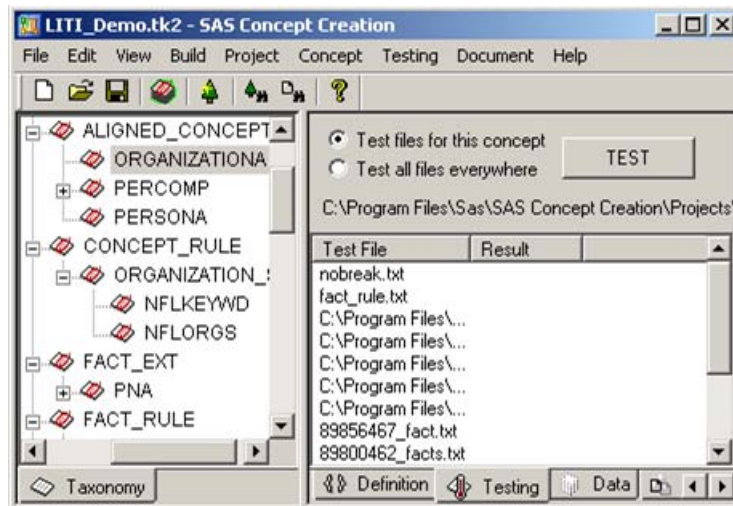 LITI_Demo.tk2 - SAS Concept Creation
File Edit View Build Project Concept Testing Document Help
ALIGNED_CONCEPT
ORGANIZATIONA
PERCOMP
PERSONA
CONCEPT_RULE
ORGANIZATION_
NFLKEYWD
NFLORGS
FACT_EXT
PNA
FACT_RULE
Taxonomy
Test files for this concept
Test all files everywhere
TEST
C:\Program Files\Sas\SAS Concept Creation\Projects\
Test File Result
nobreak.txt
fact_rule.txt
C:\Program Files\...
C:\Program Files\...
C:\Program Files\...
C:\Program Files\...
C:\Program Files\...
89856467_fact.txt
89800462_facts.txt
Definition Testing Data